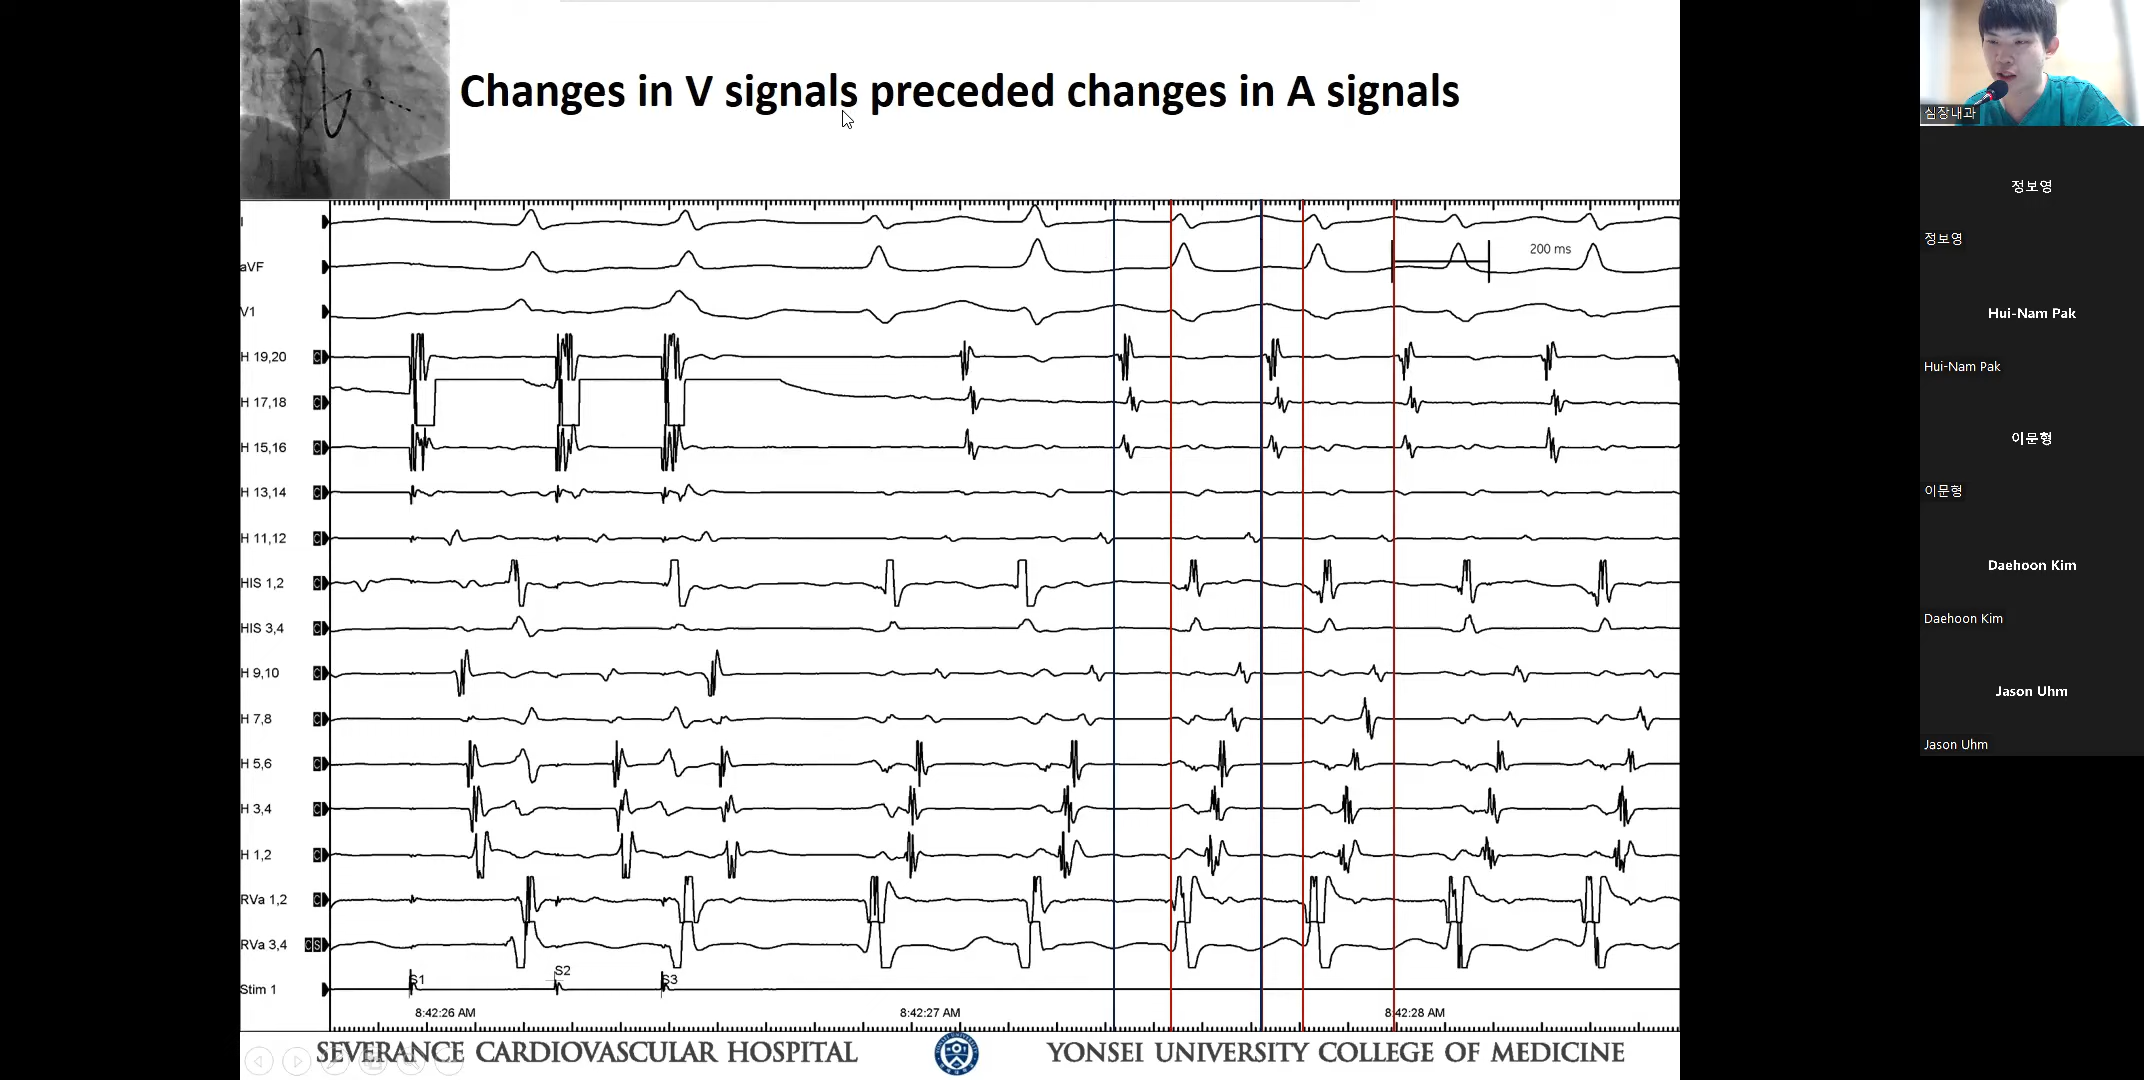 Changes in V signals preceded changes in A signals
I
aVF
200 ms
V1
H 19,20
H 17,18
H 15,16
H 13,14
H 11,12
HIS 1,2
HIS 3,4
H 9,10
H 7,8
H 5,6
H 3,4
H 1,2
RVa 1,2
RVa 3,4
Stim 1
S1
S2
S3
8:42:26 AM
8:42:27 AM
8:42:28 AM
SEVERANCE CARDIOVASCULAR HOSPITAL
YONSEI UNIVERSITY COLLEGE OF MEDICINE
심장내과
정보영
정보영
Hui-Nam Pak
Hui-Nam Pak
이문형
이문형
Daehoon Kim
Daehoon Kim
Jason Uhm
Jason Uhm